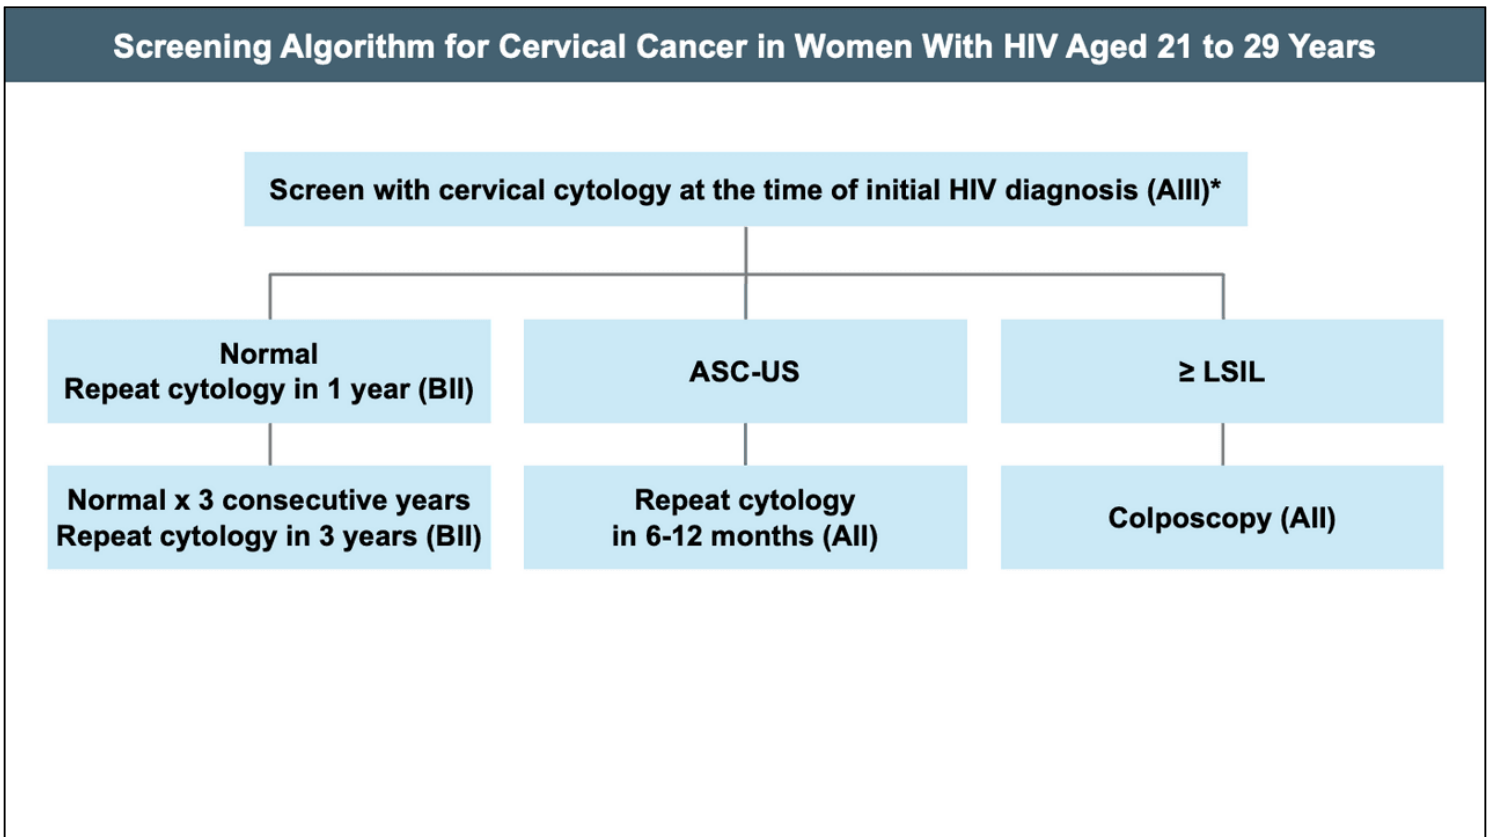 Screening Algorithm for Cervical Cancer in Women With HIV Aged 21 to 29 Years
Screen with cervical cytology at the time of initial HIV diagnosis (AIII)*
Normal
Repeat cytology in 1 year (BII)
ASC-US
≥ LSIL
Normal x 3 consecutive years
Repeat cytology in 3 years (BII)
Repeat cytology
in 6-12 months (AII)
Colposcopy (AII)